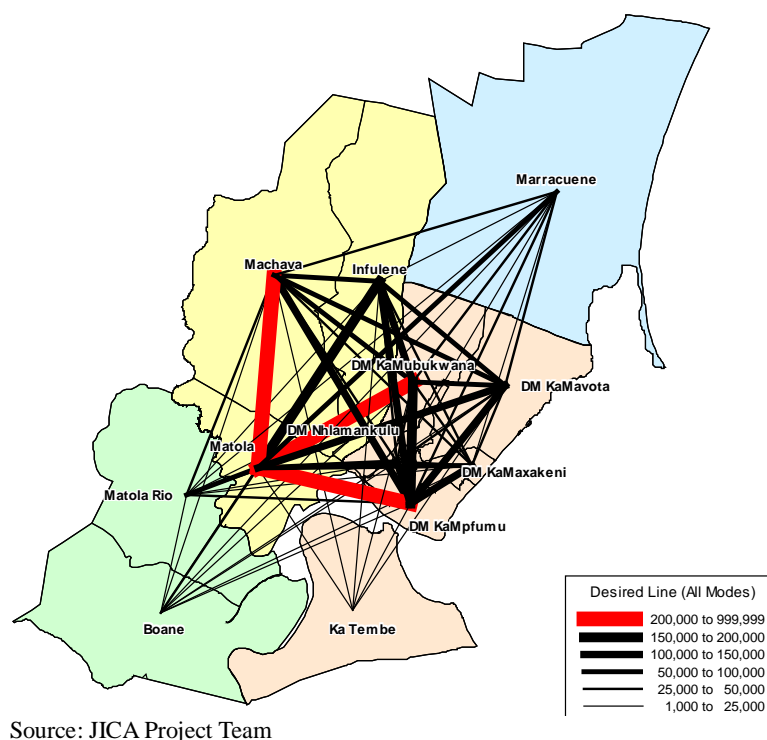 Marracuene
Machava
Infulene
DM KaMubukwana
DM KaMavota
DM Nhlamankulu
Matola
DM KaMaxakeni
Matola Rio
DM KaMpfumu
Boane
Ka Tembe
Desired Line (All Modes)
200,000 to 999,999
150,000 to 200,000
100,000 to 150,000
50,000 to 100,000
25,000 to 50,000
1,000 to 25,000
Source: JICA Project Team